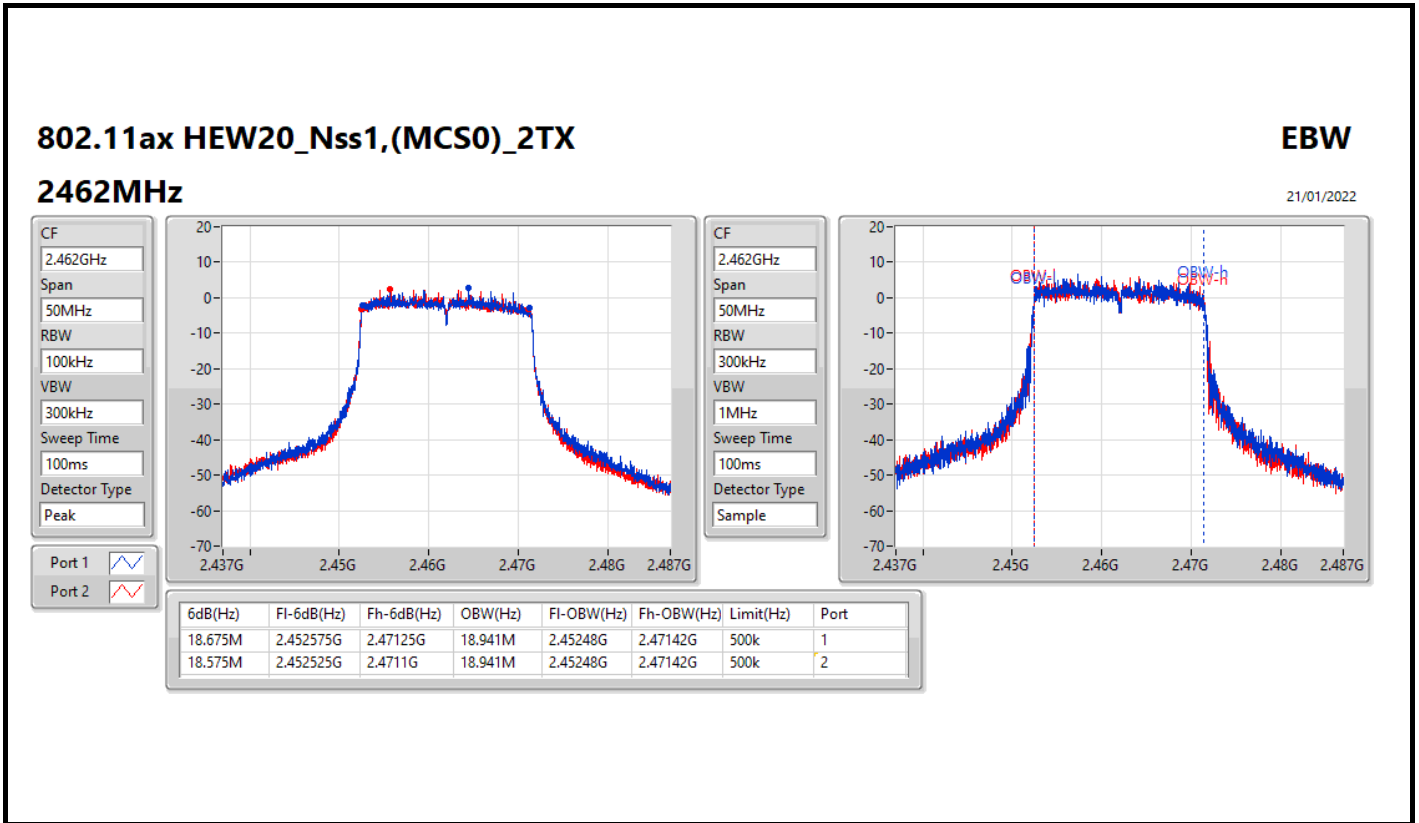 802.11ax HEW20_Nss1,(MCS0)_2TX
EBW
2462MHz
21/01/2022
CF
2.462GHz
Span
50MHz
RBW
100kHz
VBW
300kHz
Sweep Time
100ms
Detector Type
Peak
Port 1
Port 2
20
10
0
-10
-20
-30
-40
-50
-60
-70
2.437G 2.45G 2.46G 2.47G 2.48G 2.487G
CF
2.462GHz
Span
50MHz
RBW
300kHz
VBW
1MHz
Sweep Time
100ms
Detector Type
Sample
20
10
0
-10
-20
-30
-40
-50
-60
-70
OBW-l
OBW-l
OBW-h
OBW-h
2.437G 2.45G 2.46G 2.47G 2.48G 2.487G
6dB(Hz) Fl-6dB(Hz) Fh-6dB(Hz) OBW(Hz) Fl-OBW(Hz) Fh-OBW(Hz) Limit(Hz) Port
18.675M 2.452575G 2.47125G 18.941M 2.45248G 2.47142G 500k 1
18.575M 2.452525G 2.4711G 18.941M 2.45248G 2.47142G 500k 2